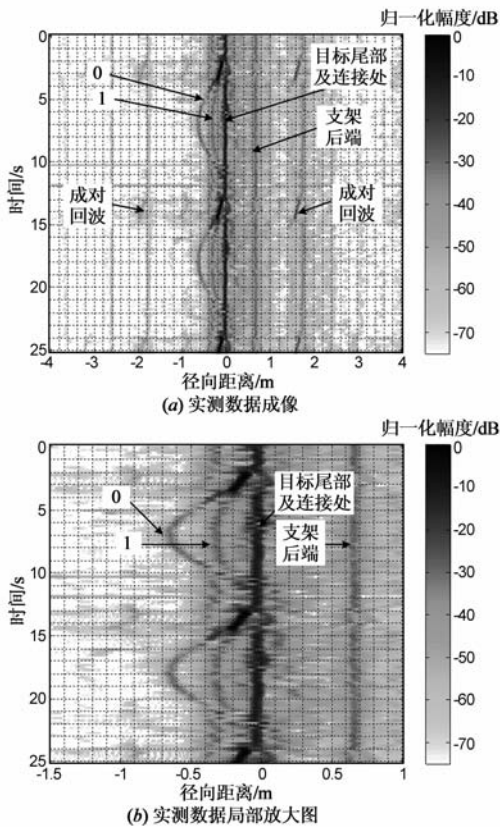 归一化幅度/dB
0
5
10
15
20
25
时间/s
0
1
目标尾部
及连接处
支架
后端
成对
回波
成对
回波
0
-10
-20
-30
-40
-50
-60
-70
-4 -3 -2 -1 0 1 2 3 4
径向距离/m
(a) 实测数据成像
归一化幅度/dB
0
5
10
15
20
25
时间/s
0
1
目标尾部
及连接处
支架
后端
0
-10
-20
-30
-40
-50
-60
-70
-1.5 -1 -0.5 0 0.5 1
径向距离/m
(b) 实测数据局部放大图